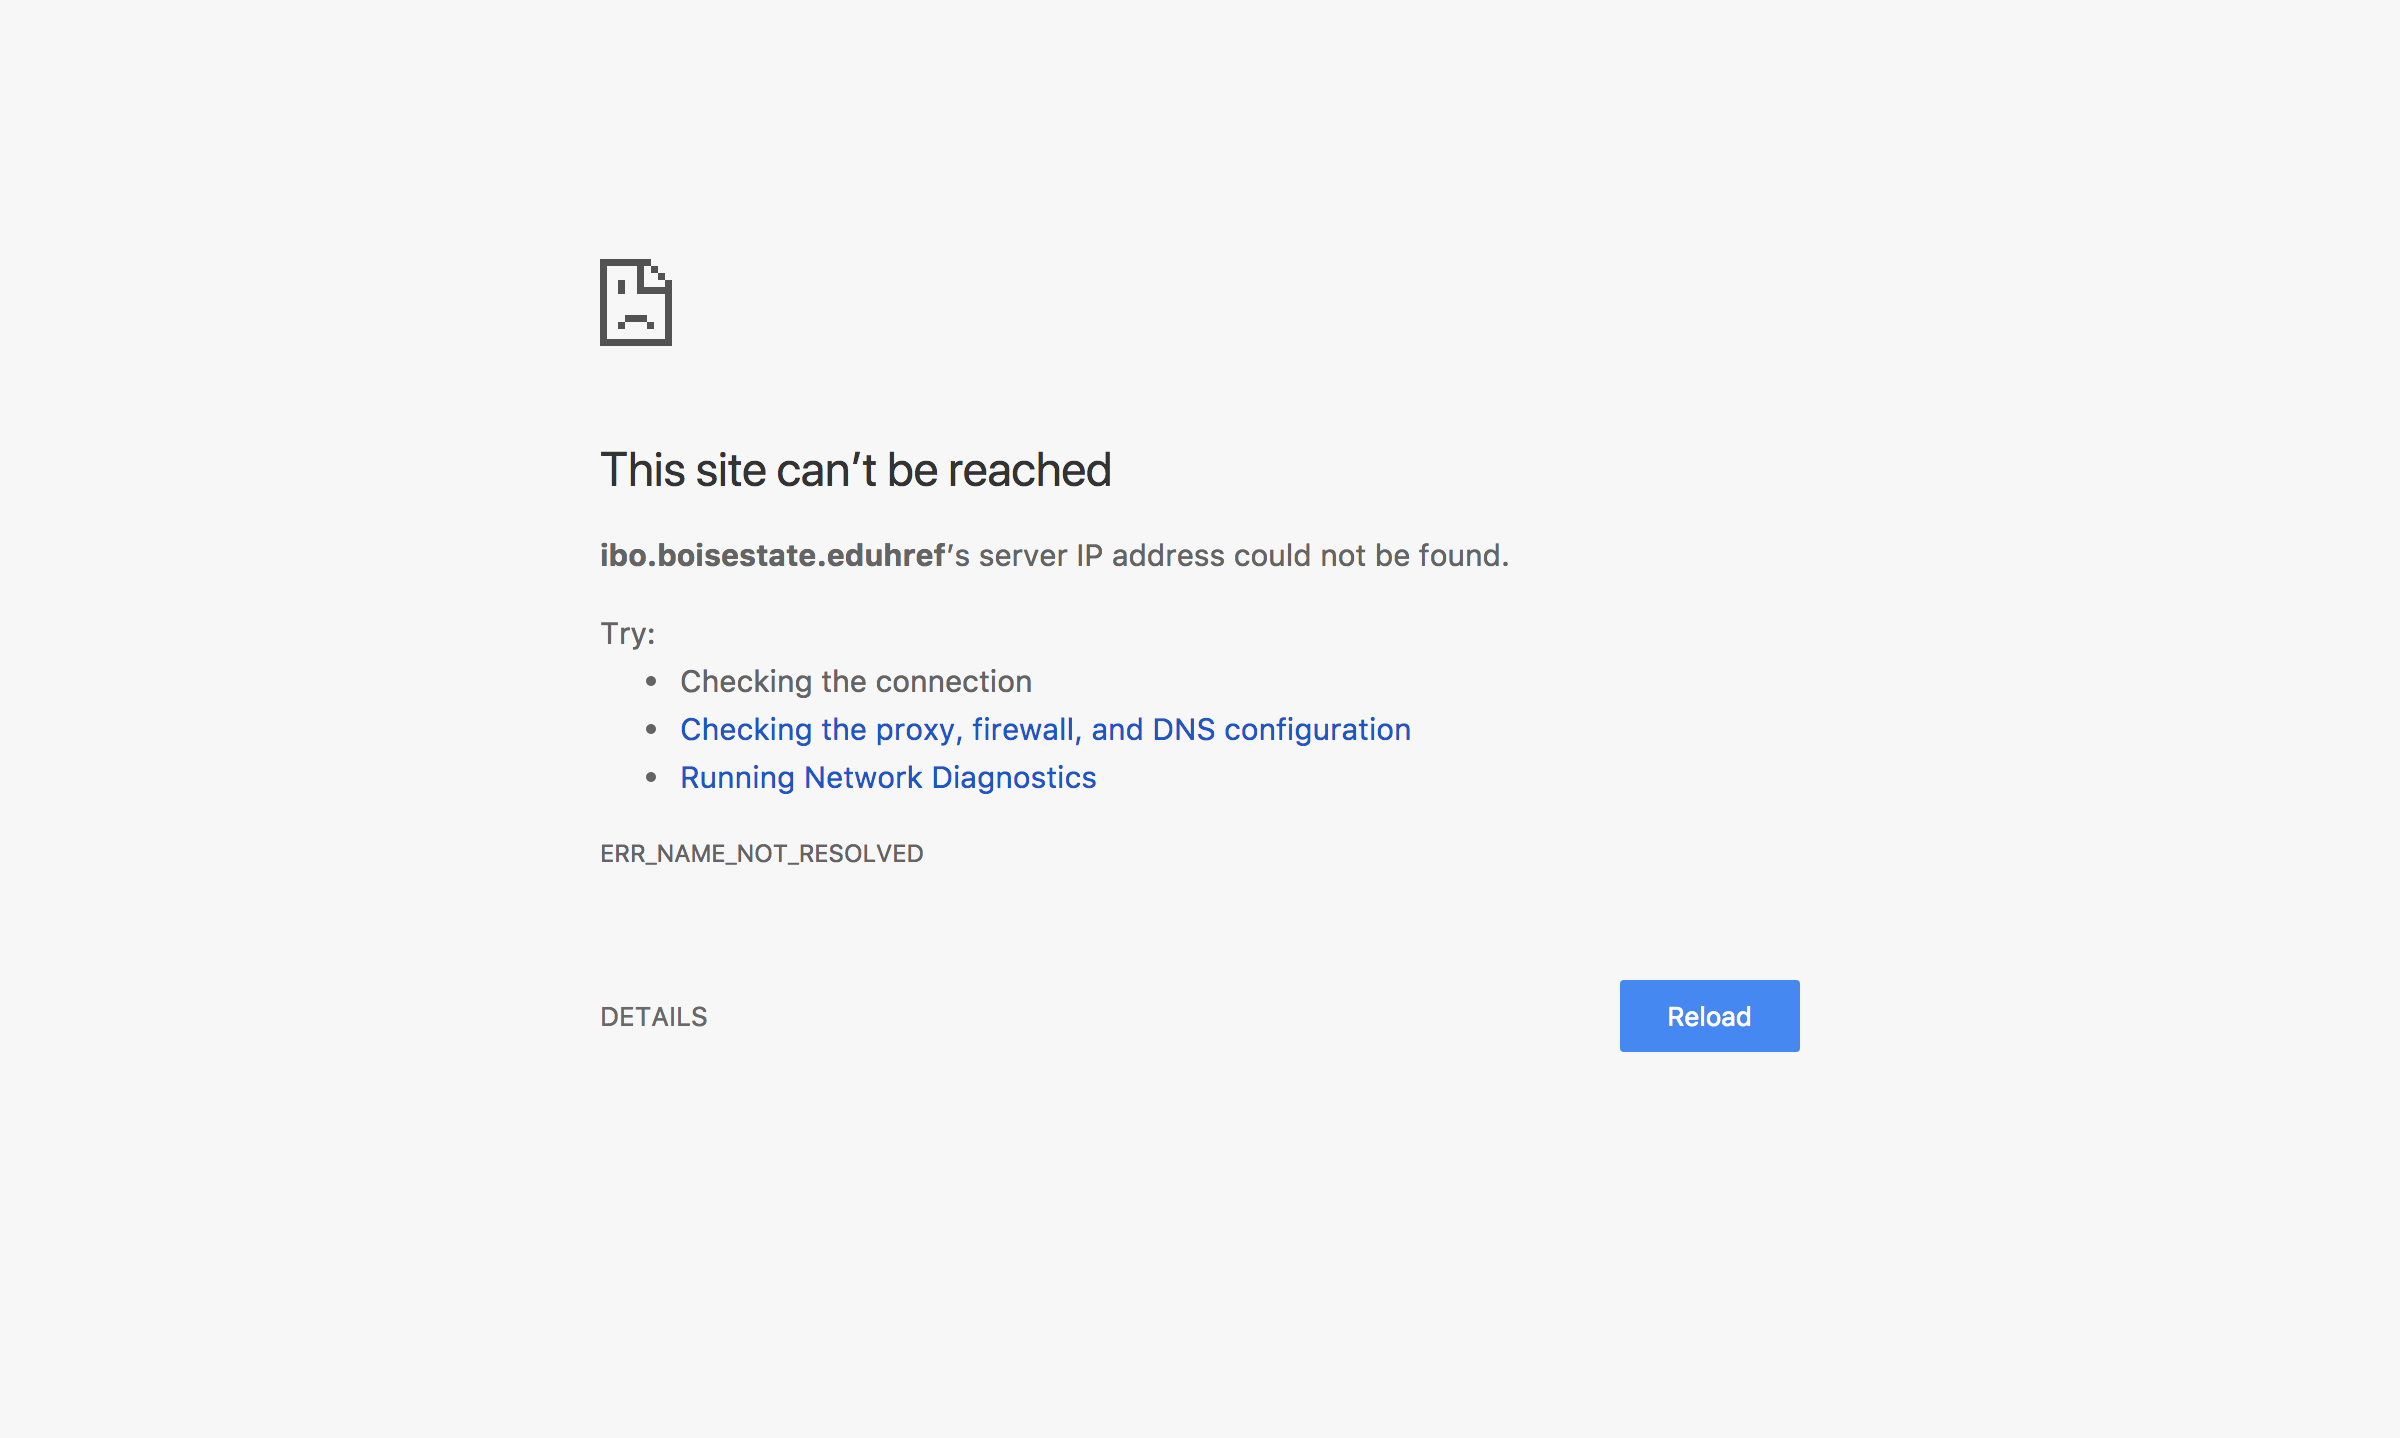 This site can't be reached
ibo.boisestate.eduhref's server IP address could not be found.
Try:
• Checking the connection
• Checking the proxy, firewall, and DNS configuration
• Running Network Diagnostics
ERR_NAME_NOT_RESOLVED
DETAILS
Reload